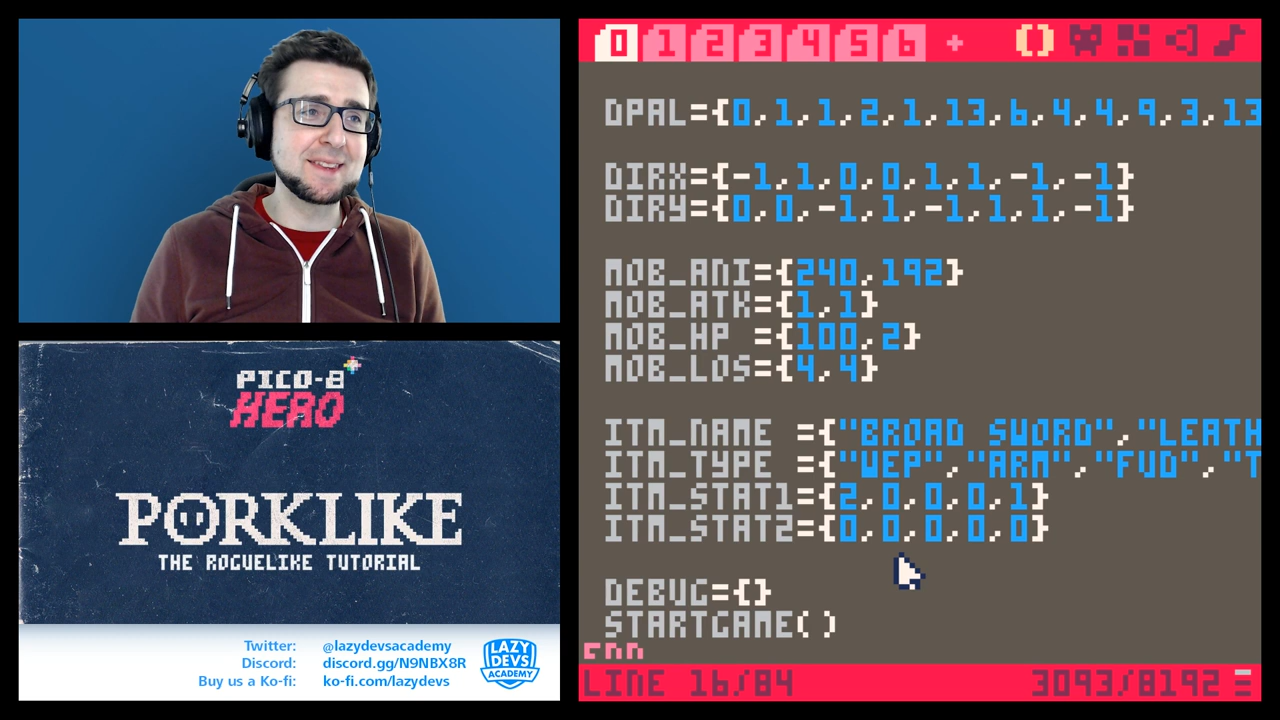 PICO-8
HERO
PORKLIKE
THE ROGUELIKE TUTORIAL
Twitter: @lazydevsacademy
Discord: discord.gg/N9NBX8R
Buy us a Ko-fi: ko-fi.com/lazydevs
LAZY
DEVS
ACADEMY
0 1 2 3 4 5 6 +
DPAL={0,1,1,2,1,13,6,4,4,9,3,13
DIRX={-1,1,0,0,1,1,-1,-1}
DIRY={0,0,-1,1,-1,1,1,-1}
MOB_ANI={240,192}
MOB_ATK={1,1}
MOB_HP ={100,2}
MOB_LOS={4,4}
ITM_NAME ={"BROAD SWORD","LEATH
ITM_TYPE ={"WEP","ARM","FUD","T
ITM_STAT1={2,0,0,0,1}
ITM_STAT2={0,0,0,0,0}
DEBUG={}
STARTGAME()
LINE 16/84 3093/8192